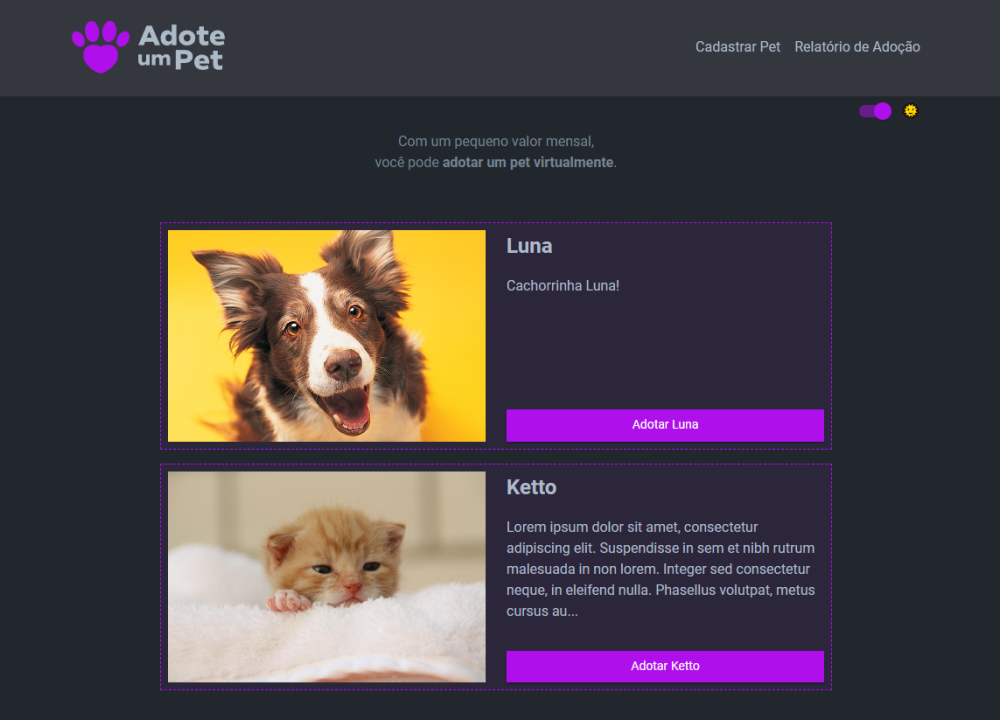 Adote
um Pet
Cadastrar Pet
Relatório de Adoção
Com um pequeno valor mensal,
você pode adotar um pet virtualmente.
Luna
Cachorrinha Luna!
Adotar Luna
Ketto
Lorem ipsum dolor sit amet, consectetur
adipiscing elit. Suspendisse in sem et nibh rutrum
malesuada in non lorem. Integer sed consectetur
neque, in eleifend nulla. Phasellus volutpat, metus
cursus au...
Adotar Ketto